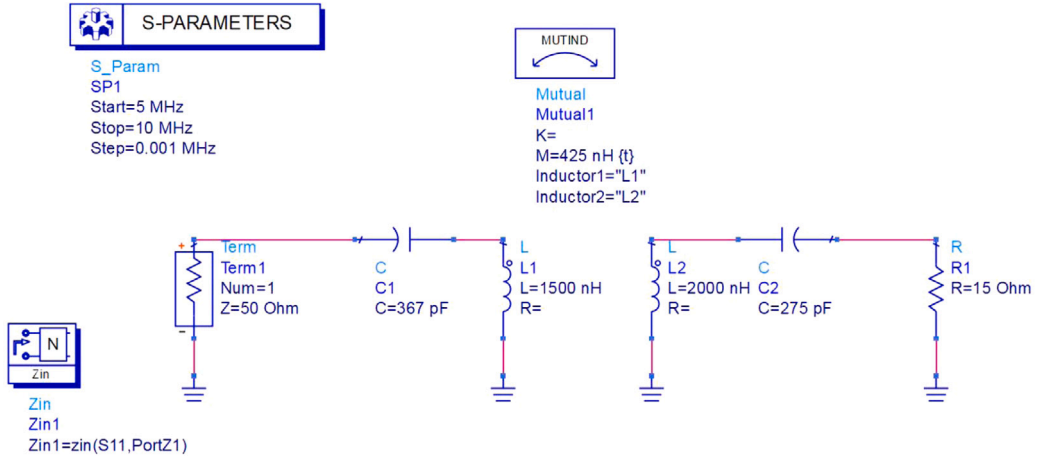 S-PARAMETERS
S_Param
SP1
Start=5 MHz
Stop=10 MHz
Step=0.001 MHz
MUTIND
Mutual
Mutual1
K=
M=425 nH {t}
Inductor1="L1"
Inductor2="L2"
+
Term
Term1
Num=1
Z=50 Ohm
-
C
C1
C=367 pF
L
L1
L=1500 nH
R=
L
L2
L=2000 nH
R=
C
C2
C=275 pF
R
R1
R=15 Ohm
N
Zin
Zin
Zin1
Zin1=zin(S11,PortZ1)